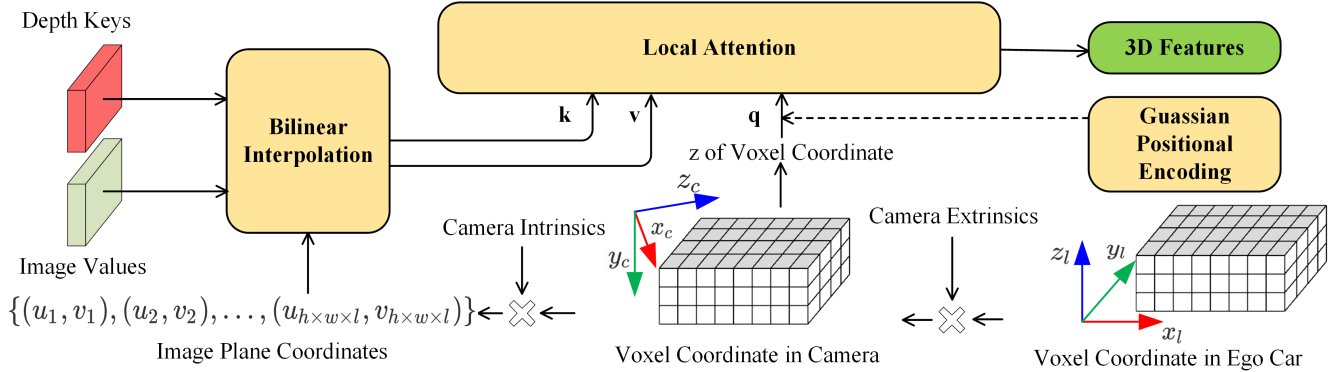 Depth Keys
Local Attention
3D Features
Bilinear
Interpolation
k
v
q
Guassian
Positional
Encoding
z of Voxel Coordinate
Image Values
Camera Intrinsics
z_c
x_c
y_c
Camera Extrinsics
z_l
y_l
x_l
{(u_1, v_1), (u_2, v_2), ..., (u_{h×w×l}, v_{h×w×l})}
Image Plane Coordinates
Voxel Coordinate in Camera
Voxel Coordinate in Ego Car